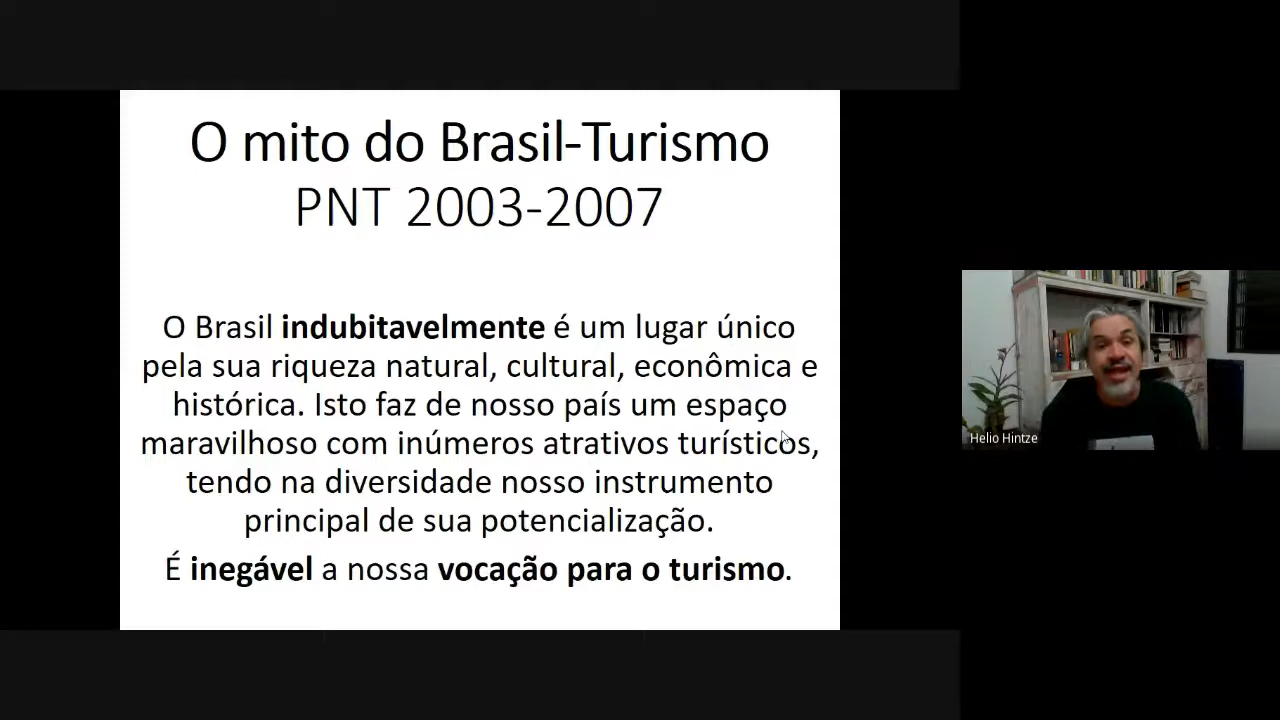 O mito do Brasil-Turismo
PNT 2003-2007
O Brasil indubitavelmente é um lugar único
pela sua riqueza natural, cultural, econômica e
histórica. Isto faz de nosso país um espaço
maravilhoso com inúmeros atrativos turísticos,
tendo na diversidade nosso instrumento
principal de sua potencialização.
É inegável a nossa vocação para o turismo.
Helio Hintze